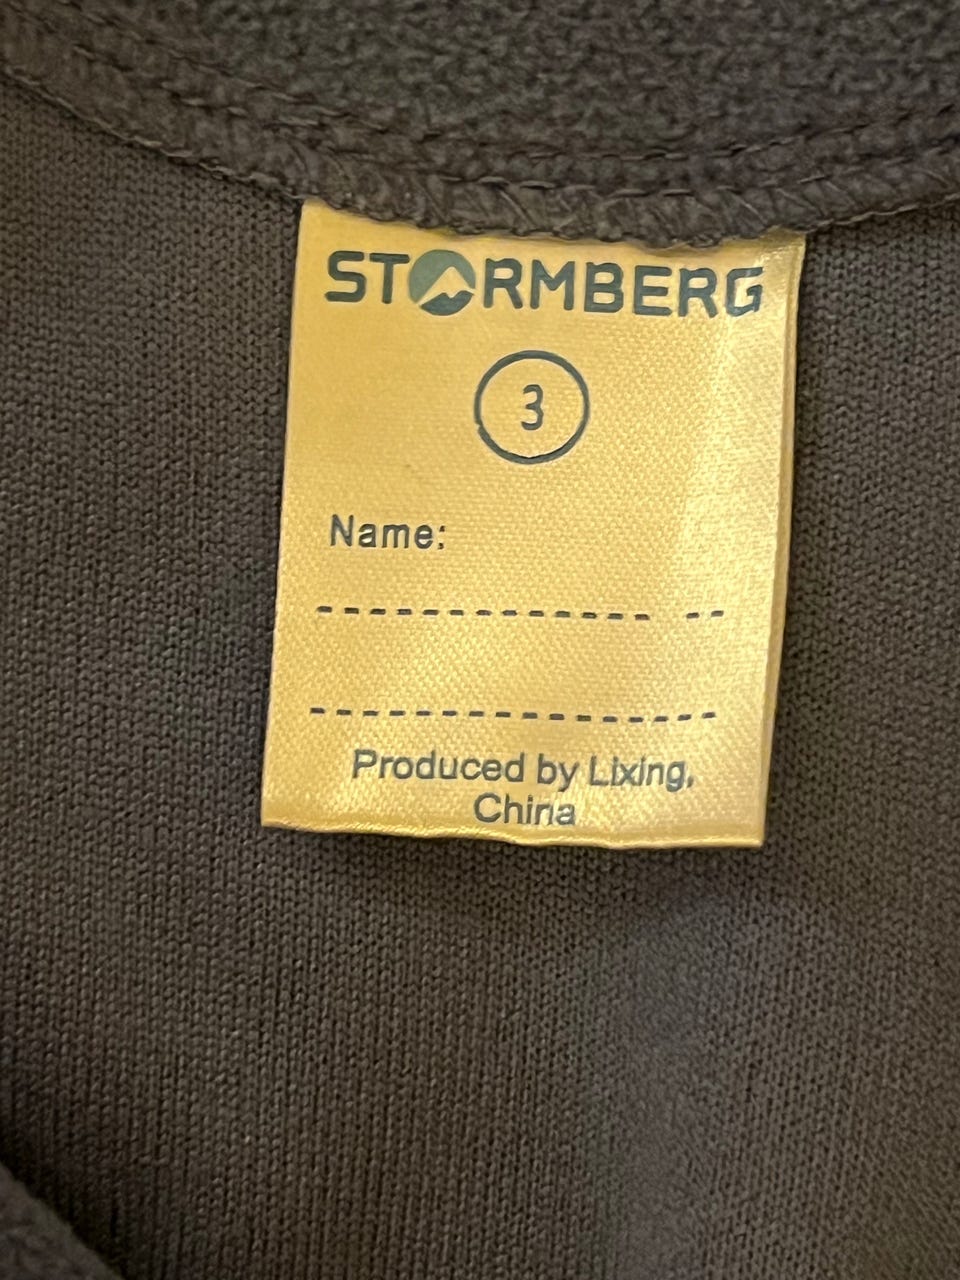 STORMBERG
3
Name:
Produced by Lixing,
China